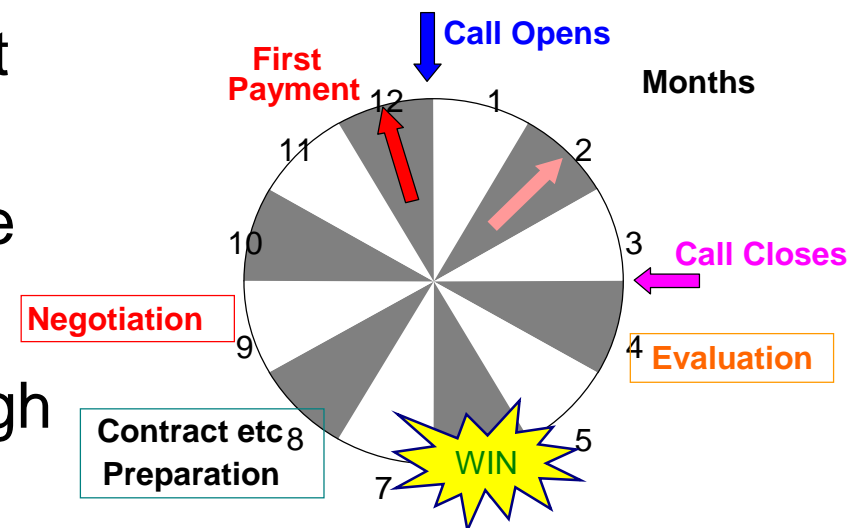 t
e
gh
Call Opens
First
Payment
Months
12
1
2
3
Call Closes
4
Evaluation
5
WIN
7
Contract etc
Preparation
8
9
Negotiation
10
11